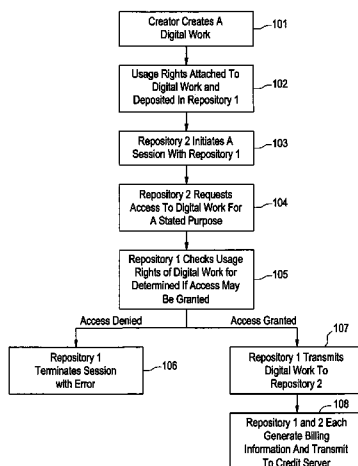 Creator Creates A
Digital Work
101
Usage Rights Attached To
Digital Work and
Deposited In Repository 1
102
Repository 2 Initiates A
Session With Repository 1
103
Repository 2 Requests
Access To Digital Work For
A Stated Purpose
104
Repository 1 Checks Usage
Rights of Digital Work for
Determined If Access May
Be Granted
105
Access Denied
Access Granted
107
Repository 1
Terminates Session
with Error
106
Repository 1 Transmits
Digital Work To
Repository 2
108
Repository 1 and 2 Each
Generate Billing
Information And Transmit
To Credit Server